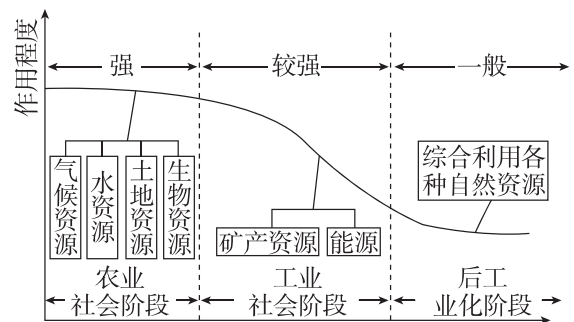 作用程度
强
较强
一般
气候资源
水资源
土地资源
生物资源
矿产资源
能源
综合利用各
种自然资源
农业
社会阶段
工业
社会阶段
后工
业化阶段